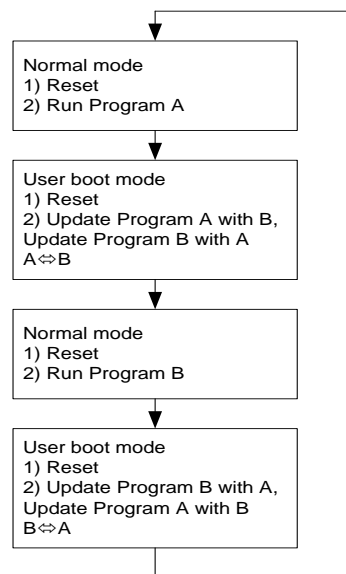 Normal mode
1) Reset
2) Run Program A
User boot mode
1) Reset
2) Update Program A with B,
Update Program B with A
A⇔B
Normal mode
1) Reset
2) Run Program B
User boot mode
1) Reset
2) Update Program B with A,
Update Program A with B
B⇔A